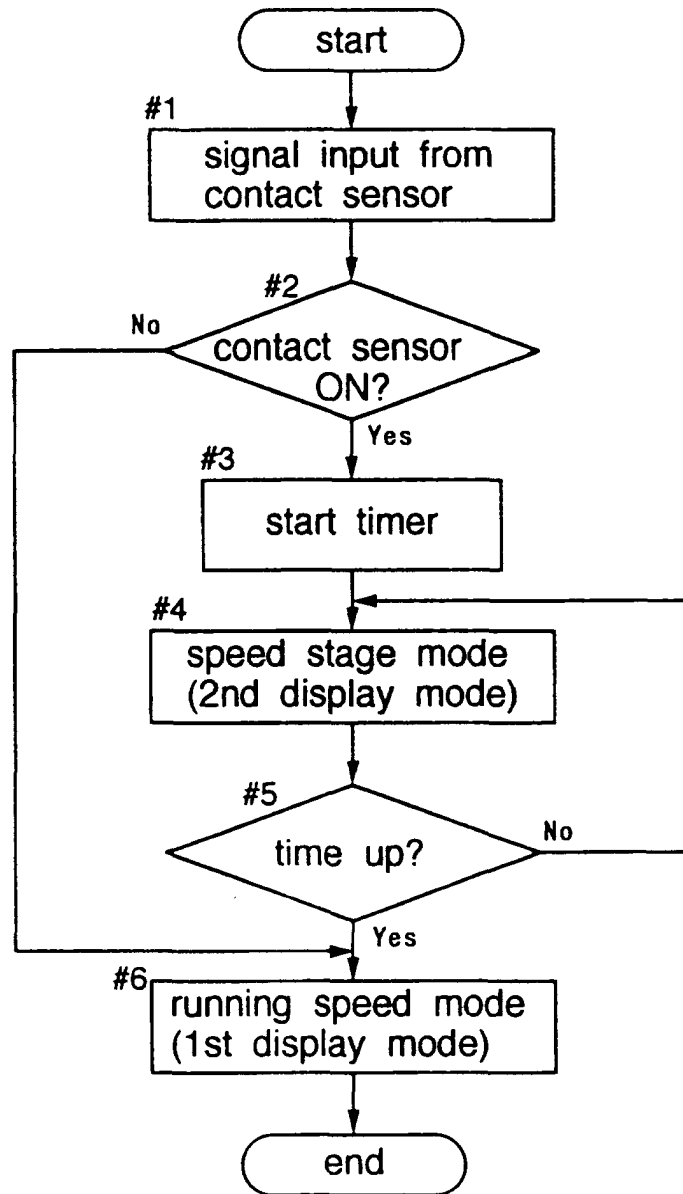 start
#1
signal input from
contact sensor
#2
No
contact sensor
ON?
Yes
#3
start timer
#4
speed stage mode
(2nd display mode)
#5
No
time up?
Yes
#6
running speed mode
(1st display mode)
end